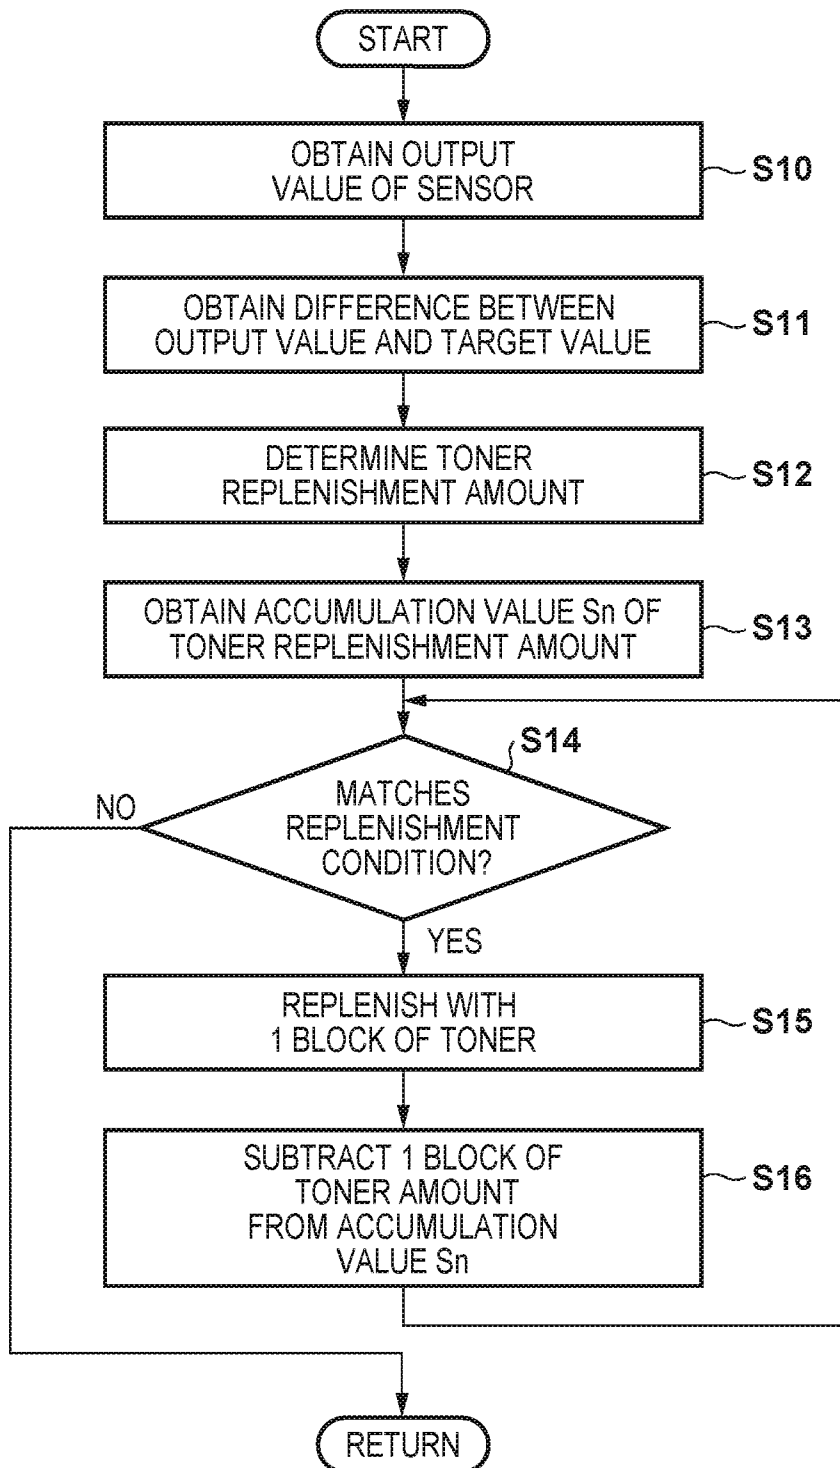 START
OBTAIN OUTPUT
VALUE OF SENSOR
S10
OBTAIN DIFFERENCE BETWEEN
OUTPUT VALUE AND TARGET VALUE
S11
DETERMINE TONER
REPLENISHMENT AMOUNT
S12
OBTAIN ACCUMULATION VALUE Sn OF
TONER REPLENISHMENT AMOUNT
S13
S14
MATCHES
REPLENISHMENT
CONDITION?
NO
YES
REPLENISH WITH
1 BLOCK OF TONER
S15
SUBTRACT 1 BLOCK OF
TONER AMOUNT
FROM ACCUMULATION
VALUE Sn
S16
RETURN